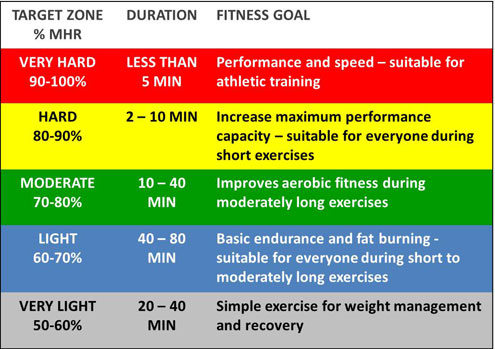 TARGET ZONE
% MHR
DURATION
FITNESS GOAL
VERY HARD
90-100%
LESS THAN
5 MIN
Performance and speed – suitable for
athletic training
HARD
80-90%
2 – 10 MIN
Increase maximum performance
capacity – suitable for everyone during
short exercises
MODERATE
70-80%
10 – 40
MIN
Improves aerobic fitness during
moderately long exercises
LIGHT
60-70%
40 – 80
MIN
Basic endurance and fat burning -
suitable for everyone during short to
moderately long exercises
VERY LIGHT
50-60%
20 – 40
MIN
Simple exercise for weight management
and recovery